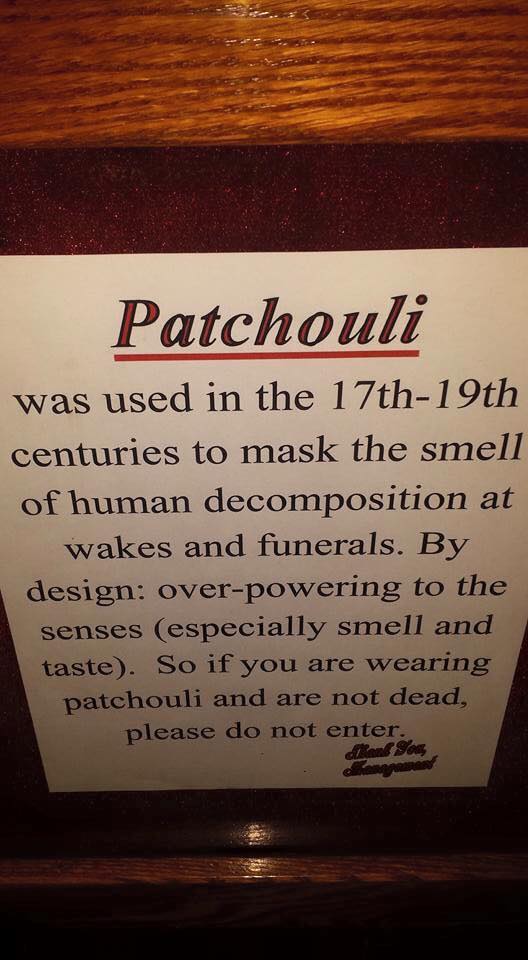 Patchouli
was used in the 17th-19th
centuries to mask the smell
of human decomposition at
wakes and funerals. By
design: over-powering to the
senses (especially smell and
taste). So if you are wearing
patchouli and are not dead,
please do not enter.
Thank You,
Management